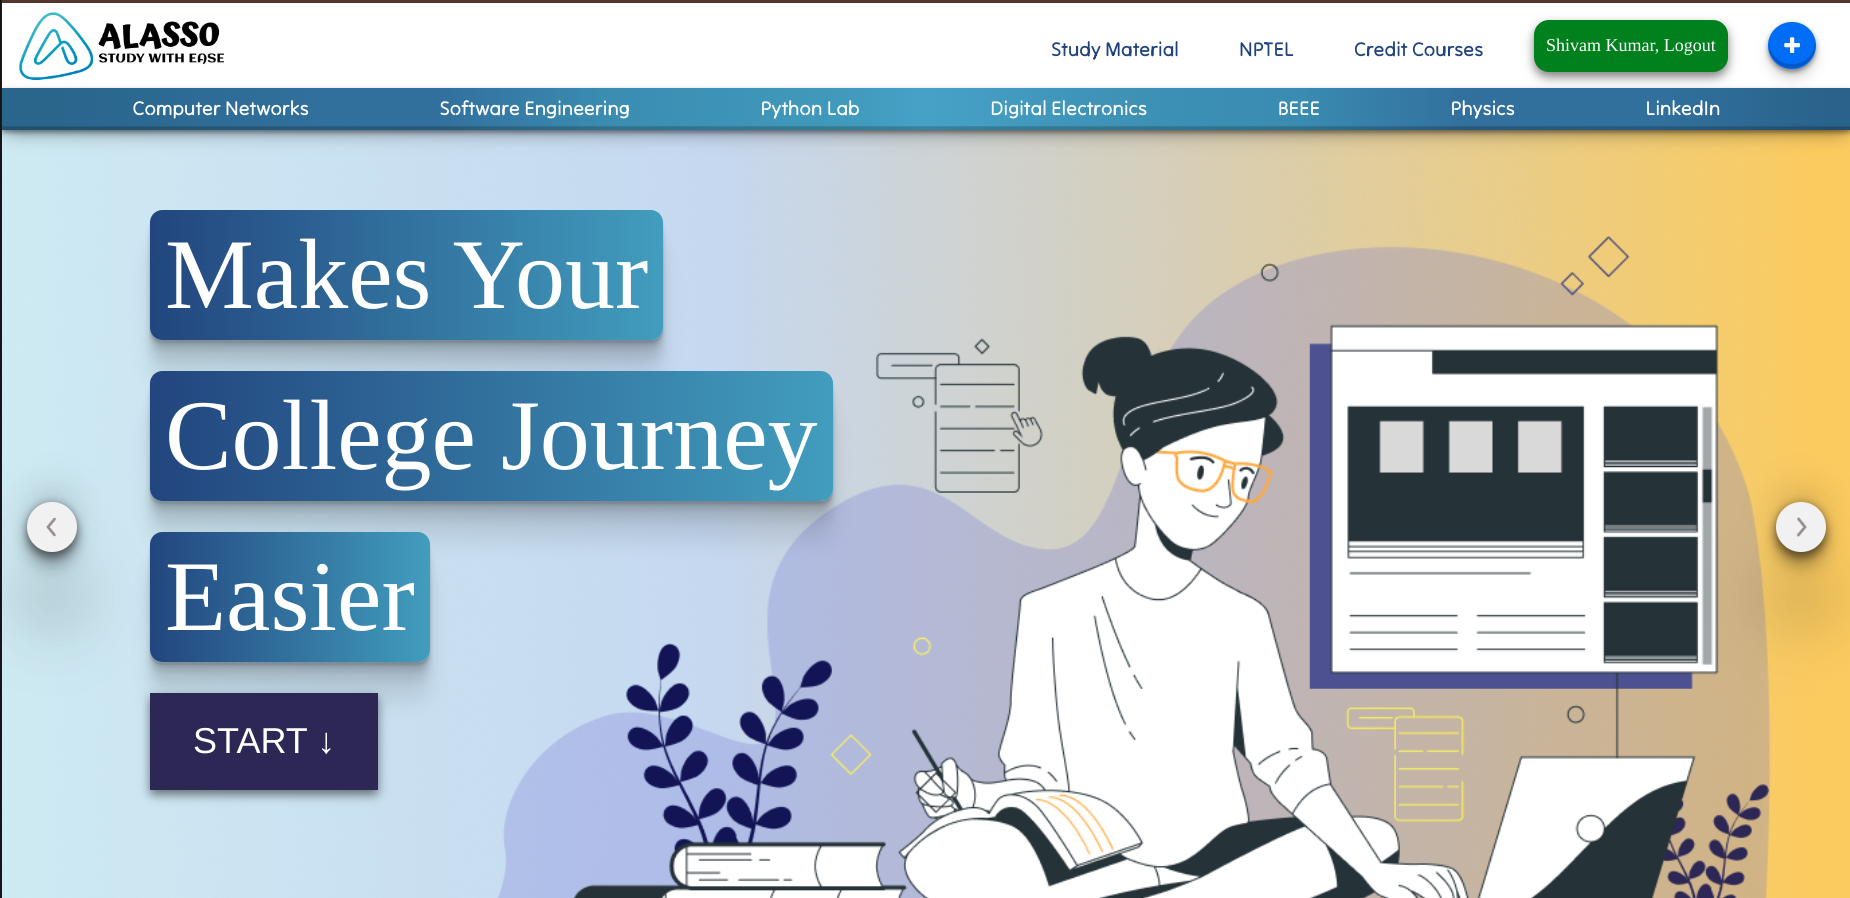 ALASSO
STUDY WITH EASE
Study Material
NPTEL
Credit Courses
Shivam Kumar, Logout
Computer Networks
Software Engineering
Python Lab
Digital Electronics
BEEE
Physics
LinkedIn
Makes Your
College Journey
Easier
START ↓